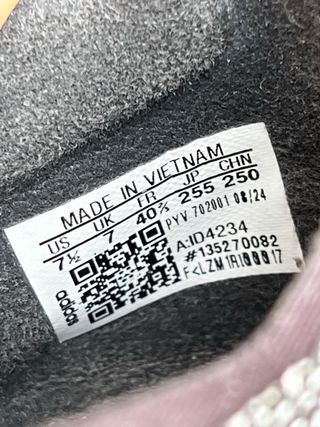 MADE IN VIETNAM
US UK FR JP CHN
7½ 7 40⅔ 255 250
PYV 702001 08/24
A:ID4234
#135270082
adidas